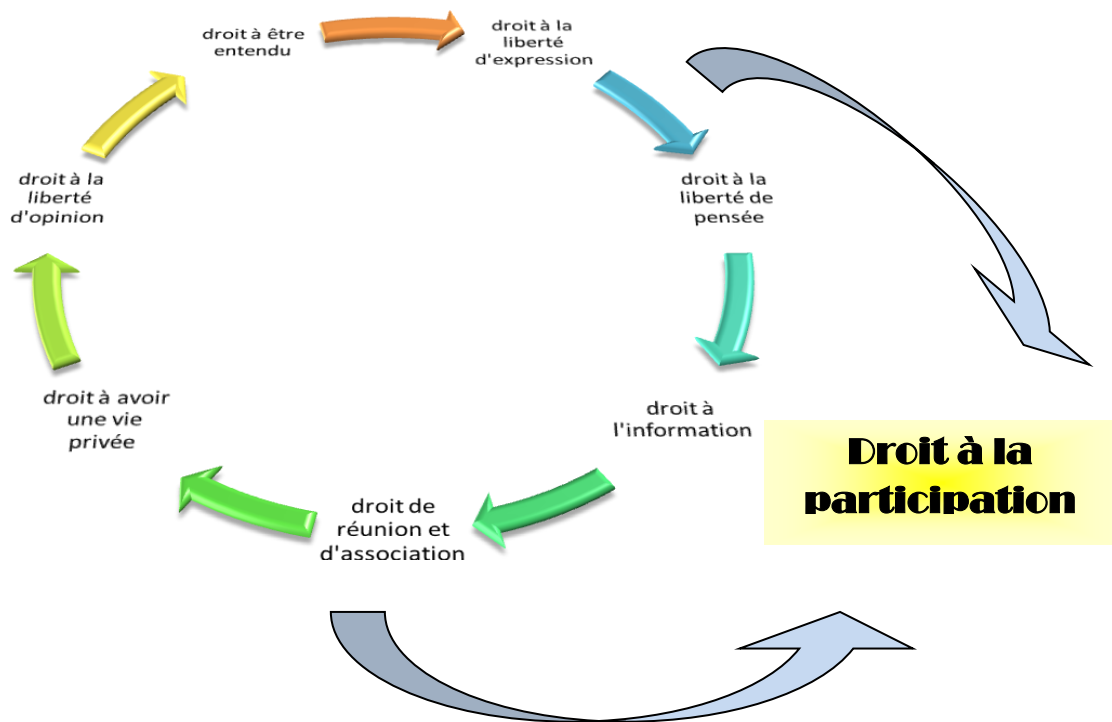 droit à être
entendu
droit à la
liberté
d'expression
droit à la
liberté de
pensée
droit à
l'information
droit de
réunion et
d'association
droit à avoir
une vie
privée
droit à la
liberté
d'opinion
Droit à la
participation